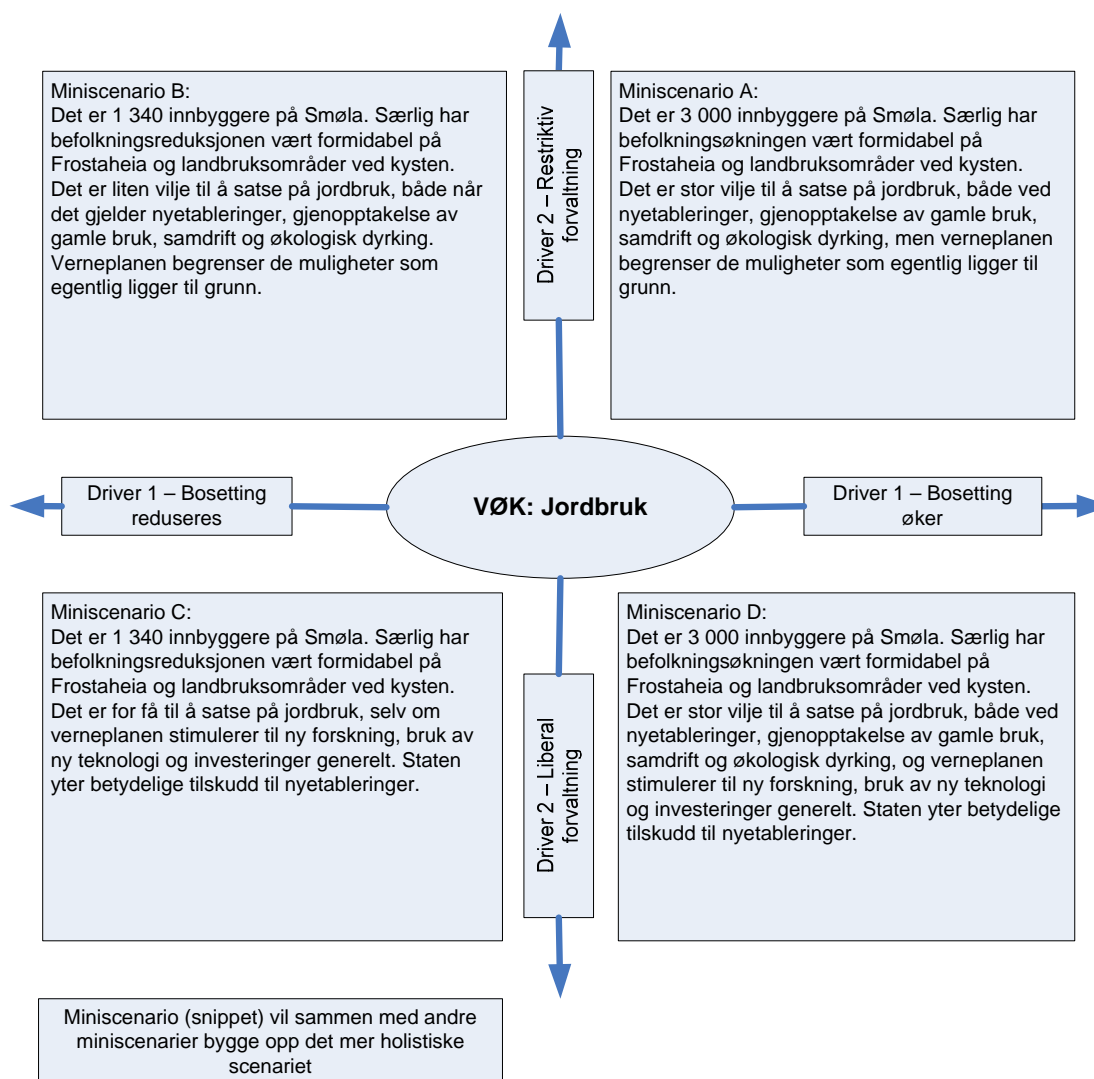 Miniscenario B:
Det er 1 340 innbyggere på Smøla. Særlig har
befolkningsreduksjonen vært formidabel på
Frostaheia og landbruksområder ved kysten.
Det er liten vilje til å satse på jordbruk, både når
det gjelder nyetableringer, gjenopptakelse av
gamle bruk, samdrift og økologisk dyrking.
Verneplanen begrenser de muligheter som
egentlig ligger til grunn.
Driver 2 – Restriktiv
forvaltning
Miniscenario A:
Det er 3 000 innbyggere på Smøla. Særlig har
befolkningsøkningen vært formidabel på
Frostaheia og landbruksområder ved kysten.
Det er stor vilje til å satse på jordbruk, både ved
nyetableringer, gjenopptakelse av gamle bruk,
samdrift og økologisk dyrking, men verneplanen
begrenser de muligheter som egentlig ligger til
grunn.
Driver 1 – Bosetting
reduseres
VØK: Jordbruk
Driver 1 – Bosetting
øker
Miniscenario C:
Det er 1 340 innbyggere på Smøla. Særlig har
befolkningsreduksjonen vært formidabel på
Frostaheia og landbruksområder ved kysten.
Det er for få til å satse på jordbruk, selv om
verneplanen stimulerer til ny forskning, bruk av
ny teknologi og investeringer generelt. Staten
yter betydelige tilskudd til nyetableringer.
Driver 2 – Liberal
forvaltning
Miniscenario D:
Det er 3 000 innbyggere på Smøla. Særlig har
befolkningsøkningen vært formidabel på
Frostaheia og landbruksområder ved kysten.
Det er stor vilje til å satse på jordbruk, både ved
nyetableringer, gjenopptakelse av gamle bruk,
samdrift og økologisk dyrking, og verneplanen
stimulerer til ny forskning, bruk av ny teknologi
og investeringer generelt. Staten yter betydelige
tilskudd til nyetableringer.
Miniscenario (snippet) vil sammen med andre
miniscenarier bygge opp det mer holistiske
scenariet